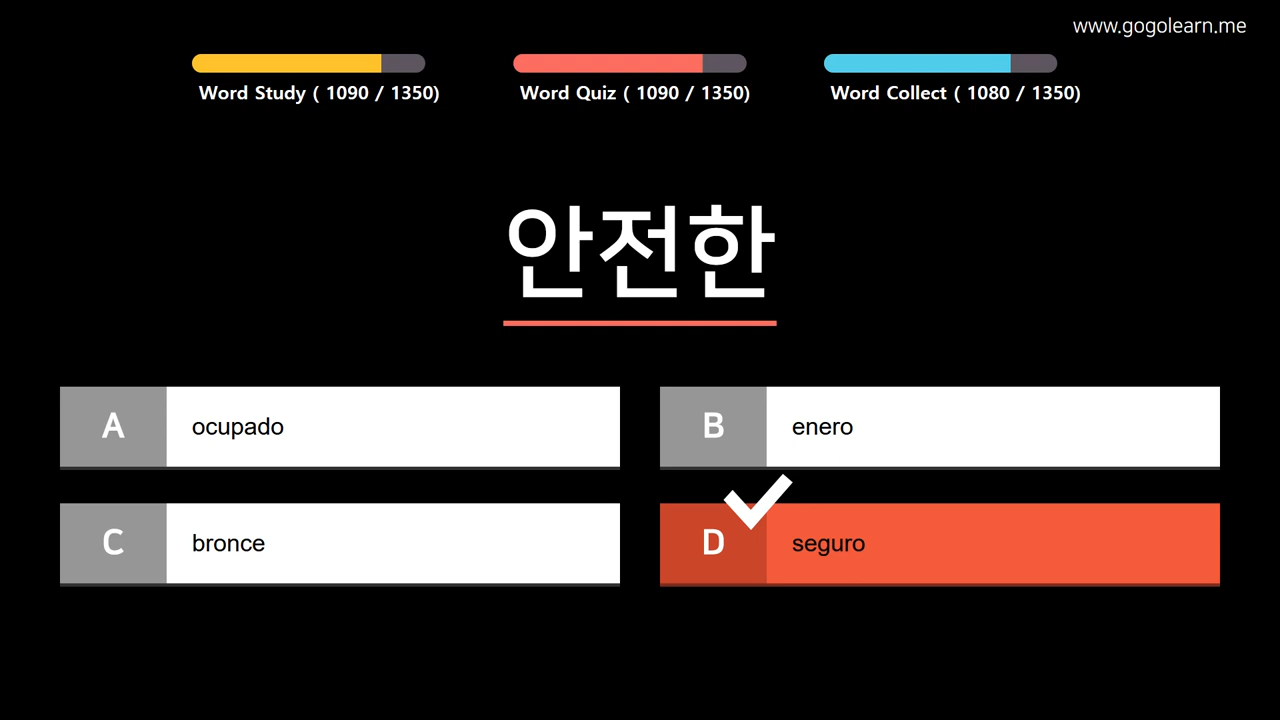 www.gogolearn.me
Word Study ( 1090 / 1350)
Word Quiz ( 1090 / 1350)
Word Collect ( 1080 / 1350)
안전한
A ocupado
B enero
C bronce
D seguro